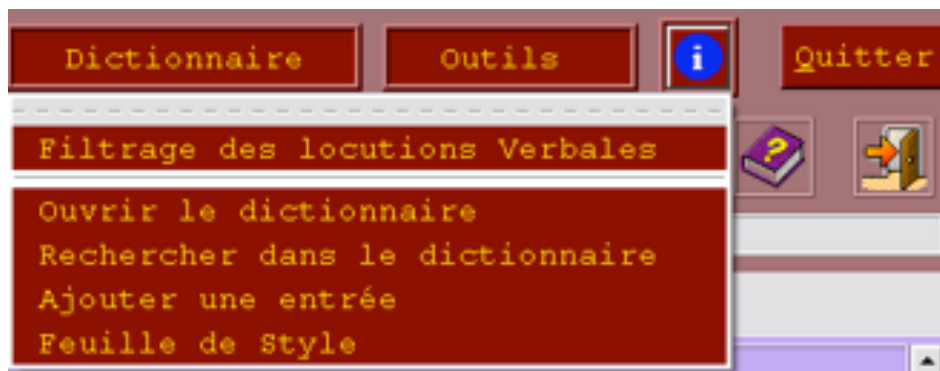 Dictionnaire Outils i Quitter
Filtrage des locutions Verbales
?
Ouvrir le dictionnaire
Rechercher dans le dictionnaire
Ajouter une entrée
Feuille de Style